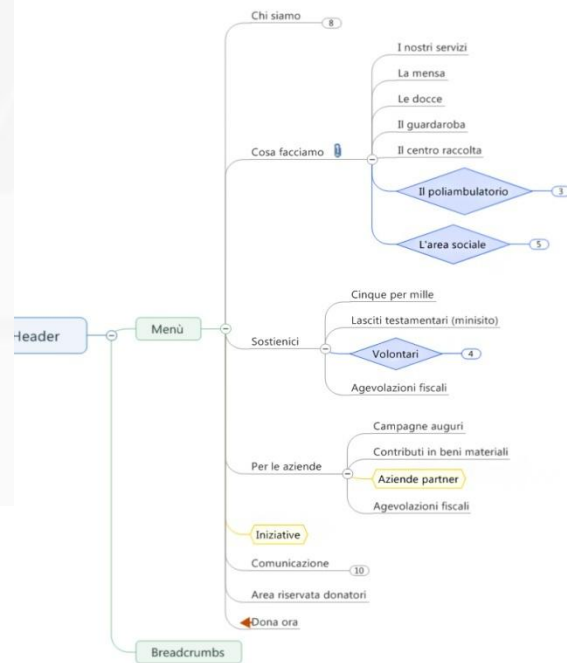 Chi siamo
8
I nostri servizi
La mensa
Le docce
Il guardaroba
Cosa facciamo
Il centro raccolta
Il poliambulatorio
3
L'area sociale
5
Cinque per mille
Header
Menù
Lasciti testamentari (minisito)
Sostienici
Volontari
4
Agevolazioni fiscali
Campagne auguri
Contributi in beni materiali
Per le aziende
Aziende partner
Agevolazioni fiscali
Iniziative
Comunicazione
10
Area riservata donatori
Dona ora
Breadcrumbs